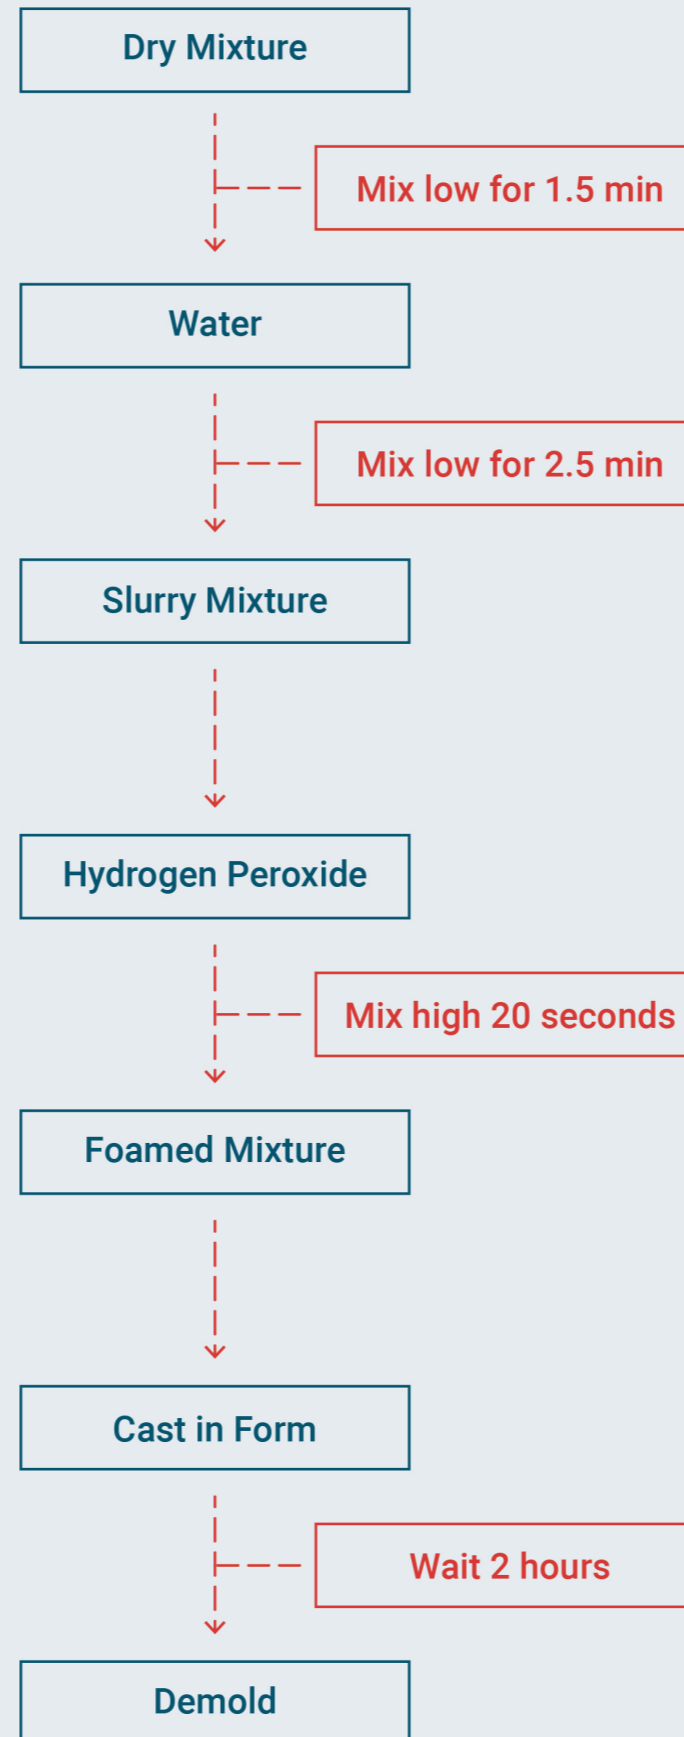 Dry Mixture
Mix low for 1.5 min
Water
Mix low for 2.5 min
Slurry Mixture
Hydrogen Peroxide
Mix high 20 seconds
Foamed Mixture
Cast in Form
Wait 2 hours
Demold